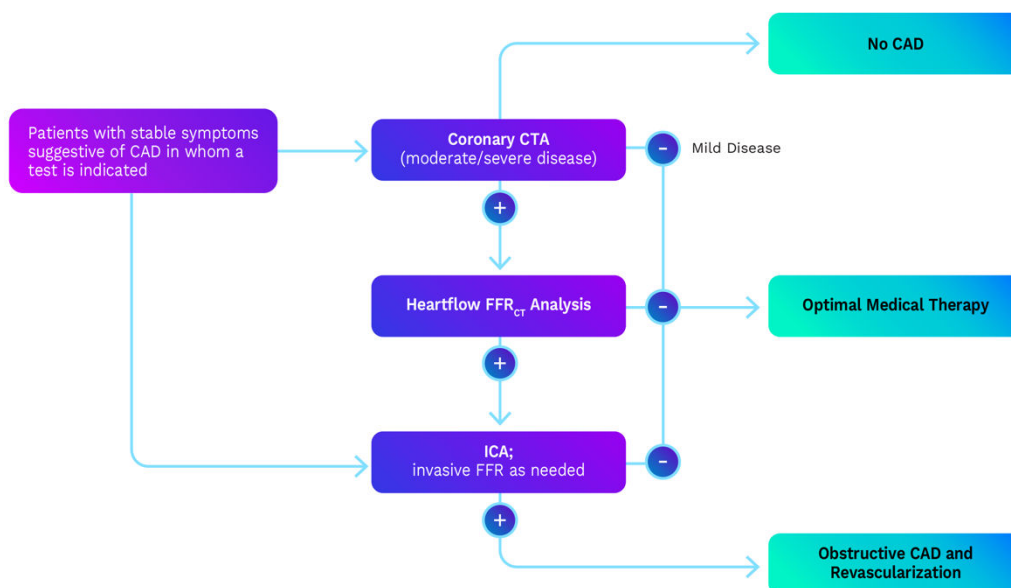 No CAD
Patients with stable symptoms
suggestive of CAD in whom a
test is indicated
Coronary CTA
(moderate/severe disease)
-
Mild Disease
+
Heartflow FFRCT Analysis
-
Optimal Medical Therapy
+
ICA;
invasive FFR as needed
-
+
Obstructive CAD and
Revascularization